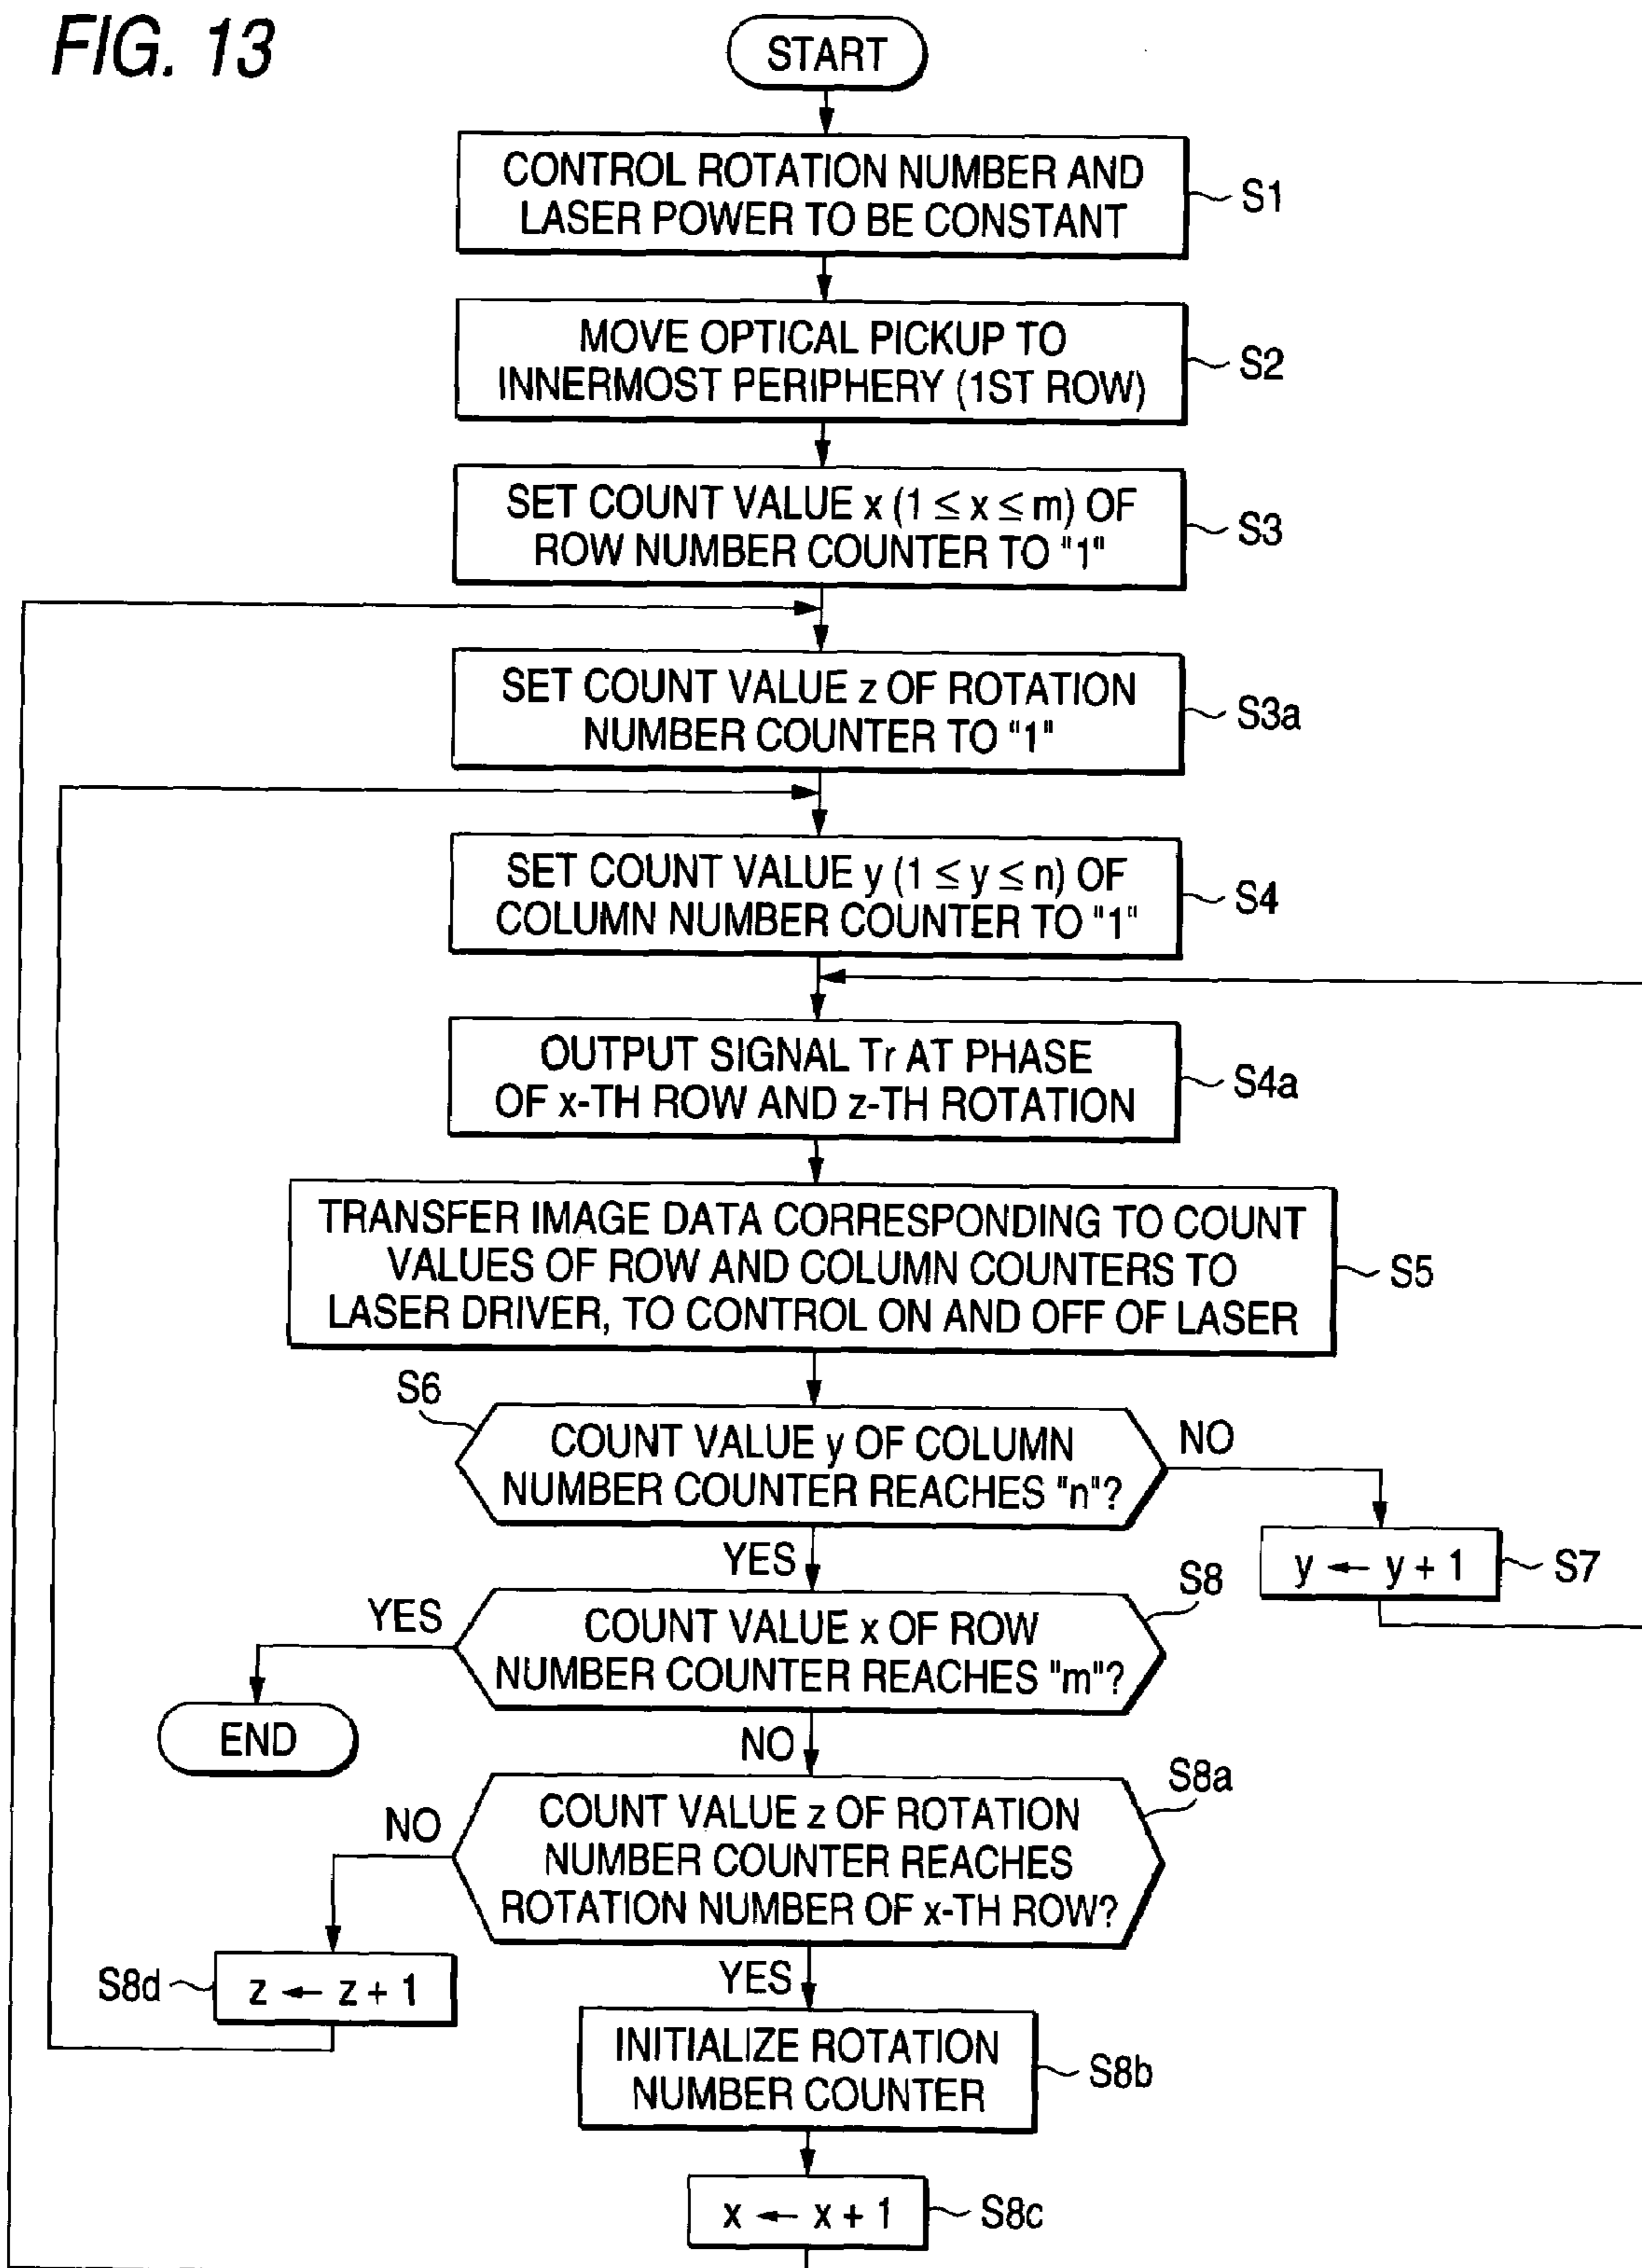 FIG. 13
START
CONTROL ROTATION NUMBER AND
LASER POWER TO BE CONSTANT
S1
MOVE OPTICAL PICKUP TO
INNERMOST PERIPHERY (1ST ROW)
S2
SET COUNT VALUE x (1 ≤ x ≤ m) OF
ROW NUMBER COUNTER TO "1"
S3
SET COUNT VALUE z OF ROTATION
NUMBER COUNTER TO "1"
S3a
SET COUNT VALUE y (1 ≤ y ≤ n) OF
COLUMN NUMBER COUNTER TO "1"
S4
OUTPUT SIGNAL Tr AT PHASE
OF x-TH ROW AND z-TH ROTATION
S4a
TRANSFER IMAGE DATA CORRESPONDING TO COUNT
VALUES OF ROW AND COLUMN COUNTERS TO
LASER DRIVER, TO CONTROL ON AND OFF OF LASER
S5
S6
COUNT VALUE y OF COLUMN
NUMBER COUNTER REACHES "n"?
NO
YES
y ← y + 1
S7
S8
YES
COUNT VALUE x OF ROW
NUMBER COUNTER REACHES "m"?
END
NO
S8a
NO
COUNT VALUE z OF ROTATION
NUMBER COUNTER REACHES
ROTATION NUMBER OF x-TH ROW?
S8d
z ← z + 1
YES
INITIALIZE ROTATION
NUMBER COUNTER
S8b
x ← x + 1
S8c